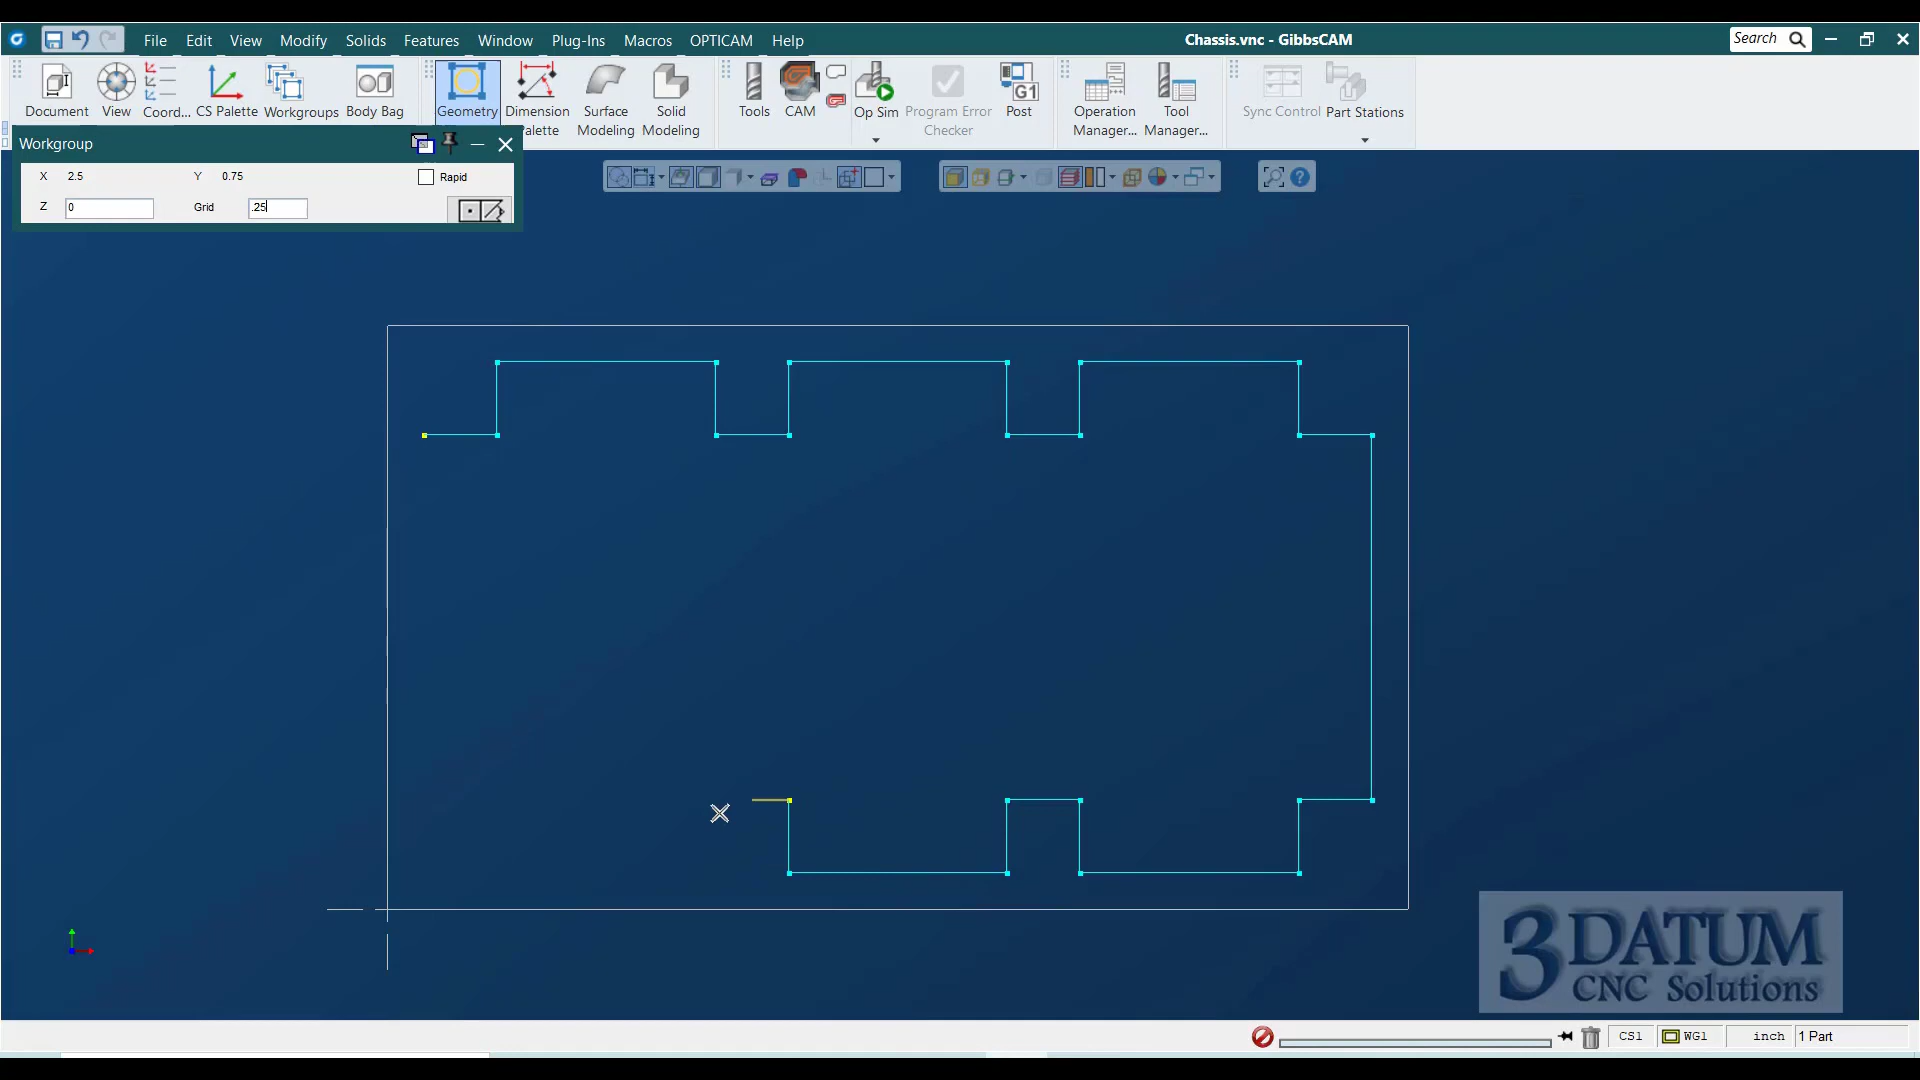 File Edit View Modify Solids Features Window Plug-Ins Macros OPTICAM Help
Chassis.vnc - GibbsCAM
Search
Document View Coord... CS Palette Workgroups Body Bag
Geometry Dimension Surface Solid
alette Modeling Modeling
Tools CAM Op Sim Program Error Post
Checker
G1
Operation Tool
Manager... Manager...
Sync Control Part Stations
Workgroup
X 2.5 Y 0.75 Rapid
Z 0 Grid .25
3DATUM
CNC Solutions
CS1 WG1 inch 1 Part